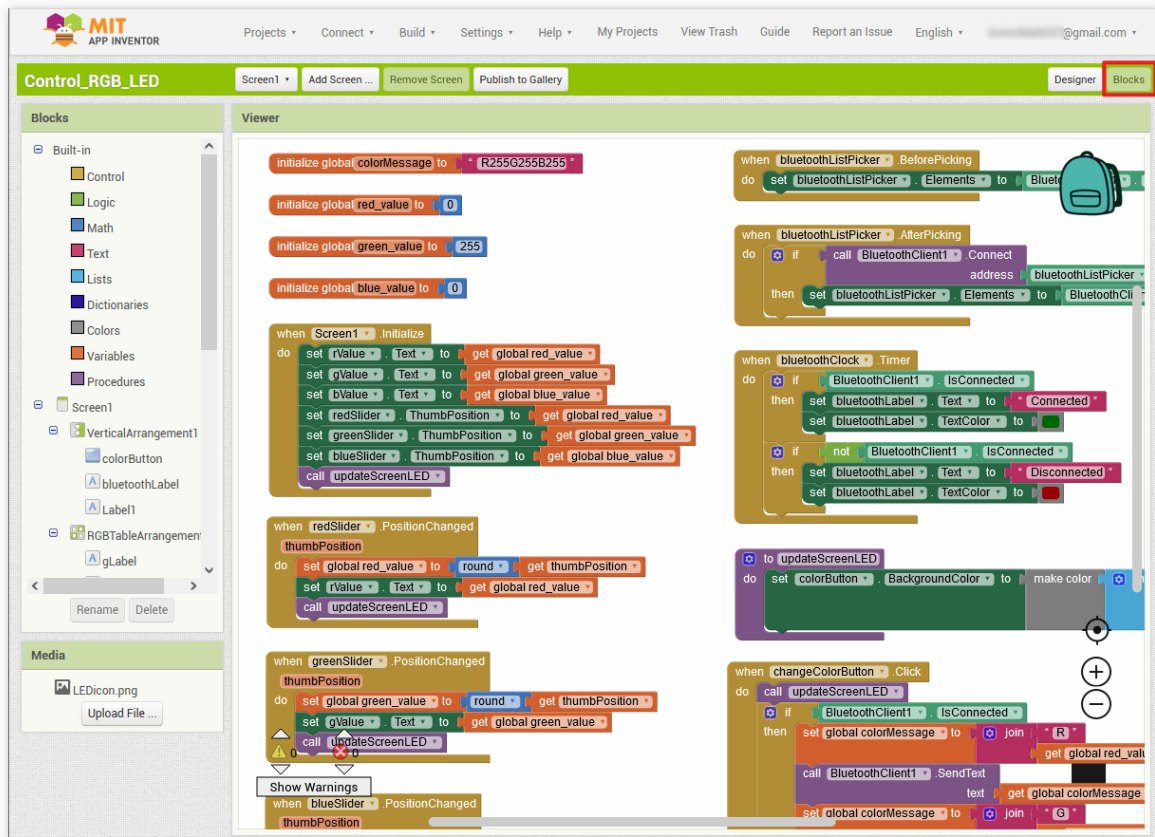 MIT
APP INVENTOR
Projects Connect Build Settings Help My Projects View Trash Guide Report an Issue English @gmail.com
Control_RGB_LED Screen1 Add Screen ... Remove Screen Publish to Gallery Designer Blocks
Blocks
Built-in
Control
Logic
Math
Text
Lists
Dictionaries
Colors
Variables
Procedures
Screen1
VerticalArrangement1
colorButton
bluetoothLabel
A Label1
RGBTableArrangement
gLabel
Rename Delete
Media
LEDicon.png
Upload File ...
Viewer
initialize global colorMessage to " R255G255B255 "
initialize global red_value to 0
initialize global green_value to 255
initialize global blue_value to 0
when Screen1 .Initialize
do set rValue . Text to get global red_value
set gValue . Text to get global green_value
set bValue . Text to get global blue_value
set redSlider . ThumbPosition to get global red_value
set greenSlider . ThumbPosition to get global green_value
set blueSlider . ThumbPosition to get global blue_value
call updateScreenLED
when redSlider .PositionChanged
thumbPosition
do set global red_value to round get thumbPosition
set rValue . Text to get global red_value
call updateScreenLED
when greenSlider .PositionChanged
thumbPosition
do set global green_value to round get thumbPosition
set gValue . Text to get global green_value
call updateScreenLED
0 0
Show Warnings
when blueSlider .PositionChanged
thumbPosition
when bluetoothListPicker .BeforePicking
do set bluetoothListPicker . Elements to
when bluetoothListPicker .AfterPicking
do if call BluetoothClient1 .Connect
address bluetoothListPicker
then set bluetoothListPicker . Elements to
when bluetoothClock .Timer
do if BluetoothClient1 . IsConnected
then set bluetoothLabel . Text to " Connected "
set bluetoothLabel . TextColor to
if not BluetoothClient1 . IsConnected
then set bluetoothLabel . Text to " Disconnected "
set bluetoothLabel . TextColor to
to updateScreenLED
do set colorButton . BackgroundColor to make color
when changeColorButton .Click
do call updateScreenLED
if BluetoothClient1 . IsConnected
then set global colorMessage to join " R "
get global red_valu
call BluetoothClient1 .SendText
text get global colorMessage
set global colorMessage to join " G "